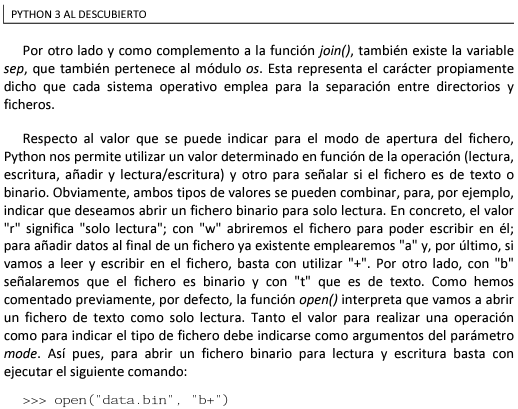 PYTHON 3 AL DESCUBIERTO
Por otro lado y como complemento a la función join(), también existe la variable
sep, que también pertenece al módulo os. Esta representa el carácter propiamente
dicho que cada sistema operativo emplea para la separación entre directorios y
ficheros.
Respecto al valor que se puede indicar para el modo de apertura del fichero,
Python nos permite utilizar un valor determinado en función de la operación (lectura,
escritura, añadir y lectura/escritura) y otro para señalar si el fichero es de texto o
binario. Obviamente, ambos tipos de valores se pueden combinar, para, por ejemplo,
indicar que deseamos abrir un fichero binario para solo lectura. En concreto, el valor
"r" significa "solo lectura"; con "w" abriremos el fichero para poder escribir en él;
para añadir datos al final de un fichero ya existente emplearemos "a" y, por último, si
vamos a leer y escribir en el fichero, basta con utilizar "+". Por otro lado, con "b"
señalaremos que el fichero es binario y con "t" que es de texto. Como hemos
comentado previamente, por defecto, la función open() interpreta que vamos a abrir
un fichero de texto como solo lectura. Tanto el valor para realizar una operación
como para indicar el tipo de fichero debe indicarse como argumentos del parámetro
mode. Así pues, para abrir un fichero binario para lectura y escritura basta con
ejecutar el siguiente comando:
>>> open("data.bin", "b+")